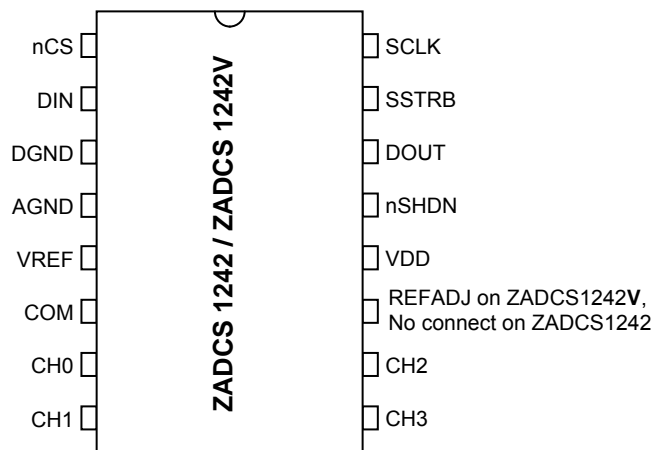 nCS
DIN
DGND
AGND
VREF
COM
CH0
CH1
ZADCS 1242 / ZADCS 1242V
SCLK
SSTRB
DOUT
nSHDN
VDD
REFADJ on ZADCS1242V,
No connect on ZADCS1242
CH2
CH3